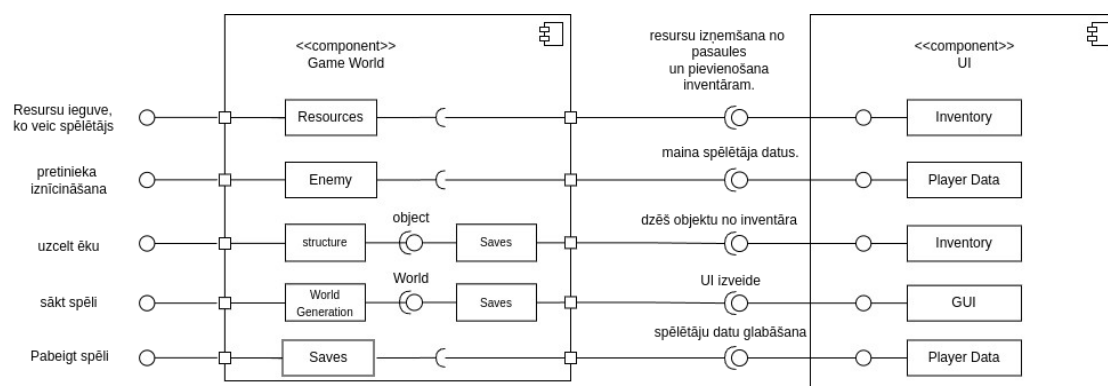 <<component>>
Game World
resursu izņemšana no
pasaules
un pievienošana
inventāram.
<<component>>
UI
Resursu ieguve,
ko veic spēlētājs
Resources
Inventory
pretinieka
iznīcināšana
Enemy
maina spēlētāja datus.
Player Data
uzcelt ēku
structure
object
Saves
dzēš objektu no inventāra
Inventory
sākt spēli
World
Generation
World
Saves
UI izveide
GUI
Pabeigt spēli
Saves
spēlētāju datu glabāšana
Player Data